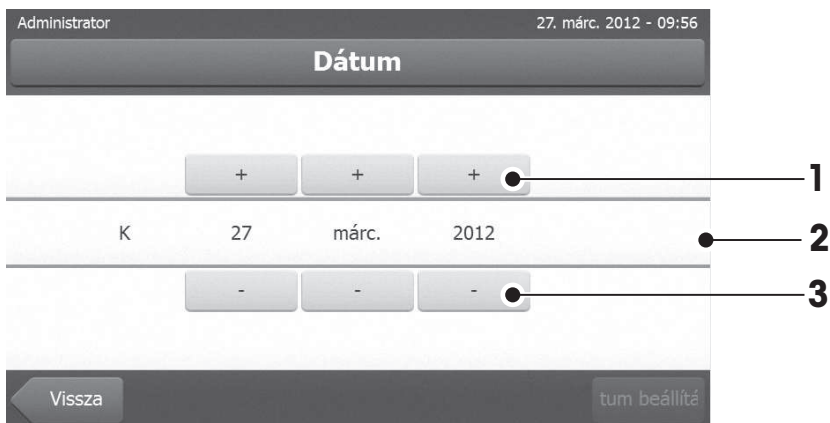 Administrator 27. márc. 2012 - 09:56
Dátum
+ + + 1
K 27 márc. 2012 2
- - - 3
Vissza tum beállítá